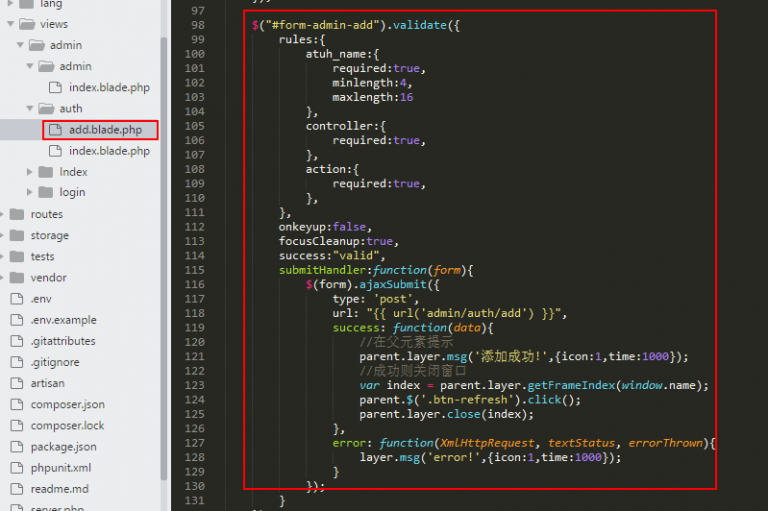 lang
views
admin
admin
index.blade.php
auth
add.blade.php
index.blade.php
Index
login
routes
storage
tests
vendor
.env
.env.example
.gitattributes
.gitignore
artisan
composer.json
composer.lock
package.json
phpunit.xml
readme.md
server.php
97
98 $("#form-admin-add").validate({
99 rules:{
100 atuh_name:{
101 required:true,
102 minlength:4,
103 maxlength:16
104 },
105 controller:{
106 required:true,
107 },
108 action:{
109 required:true,
110 },
111 },
112 onkeyup:false,
113 focusCleanup:true,
114 success:"valid",
115 submitHandler:function(form){
116 $(form).ajaxSubmit({
117 type: 'post',
118 url: "{{ url('admin/auth/add') }}",
119 success: function(data){
120 //在父元素提示
121 parent.layer.msg('添加成功!',{icon:1,time:1000});
122 //成功则关闭窗口
123 var index = parent.layer.getFrameIndex(window.name);
124 parent.$('.btn-refresh').click();
125 parent.layer.close(index);
126 },
127 error: function(XmlHttpRequest, textStatus, errorThrown){
128 layer.msg('error!',{icon:1,time:1000});
129 }
130 });
131 }